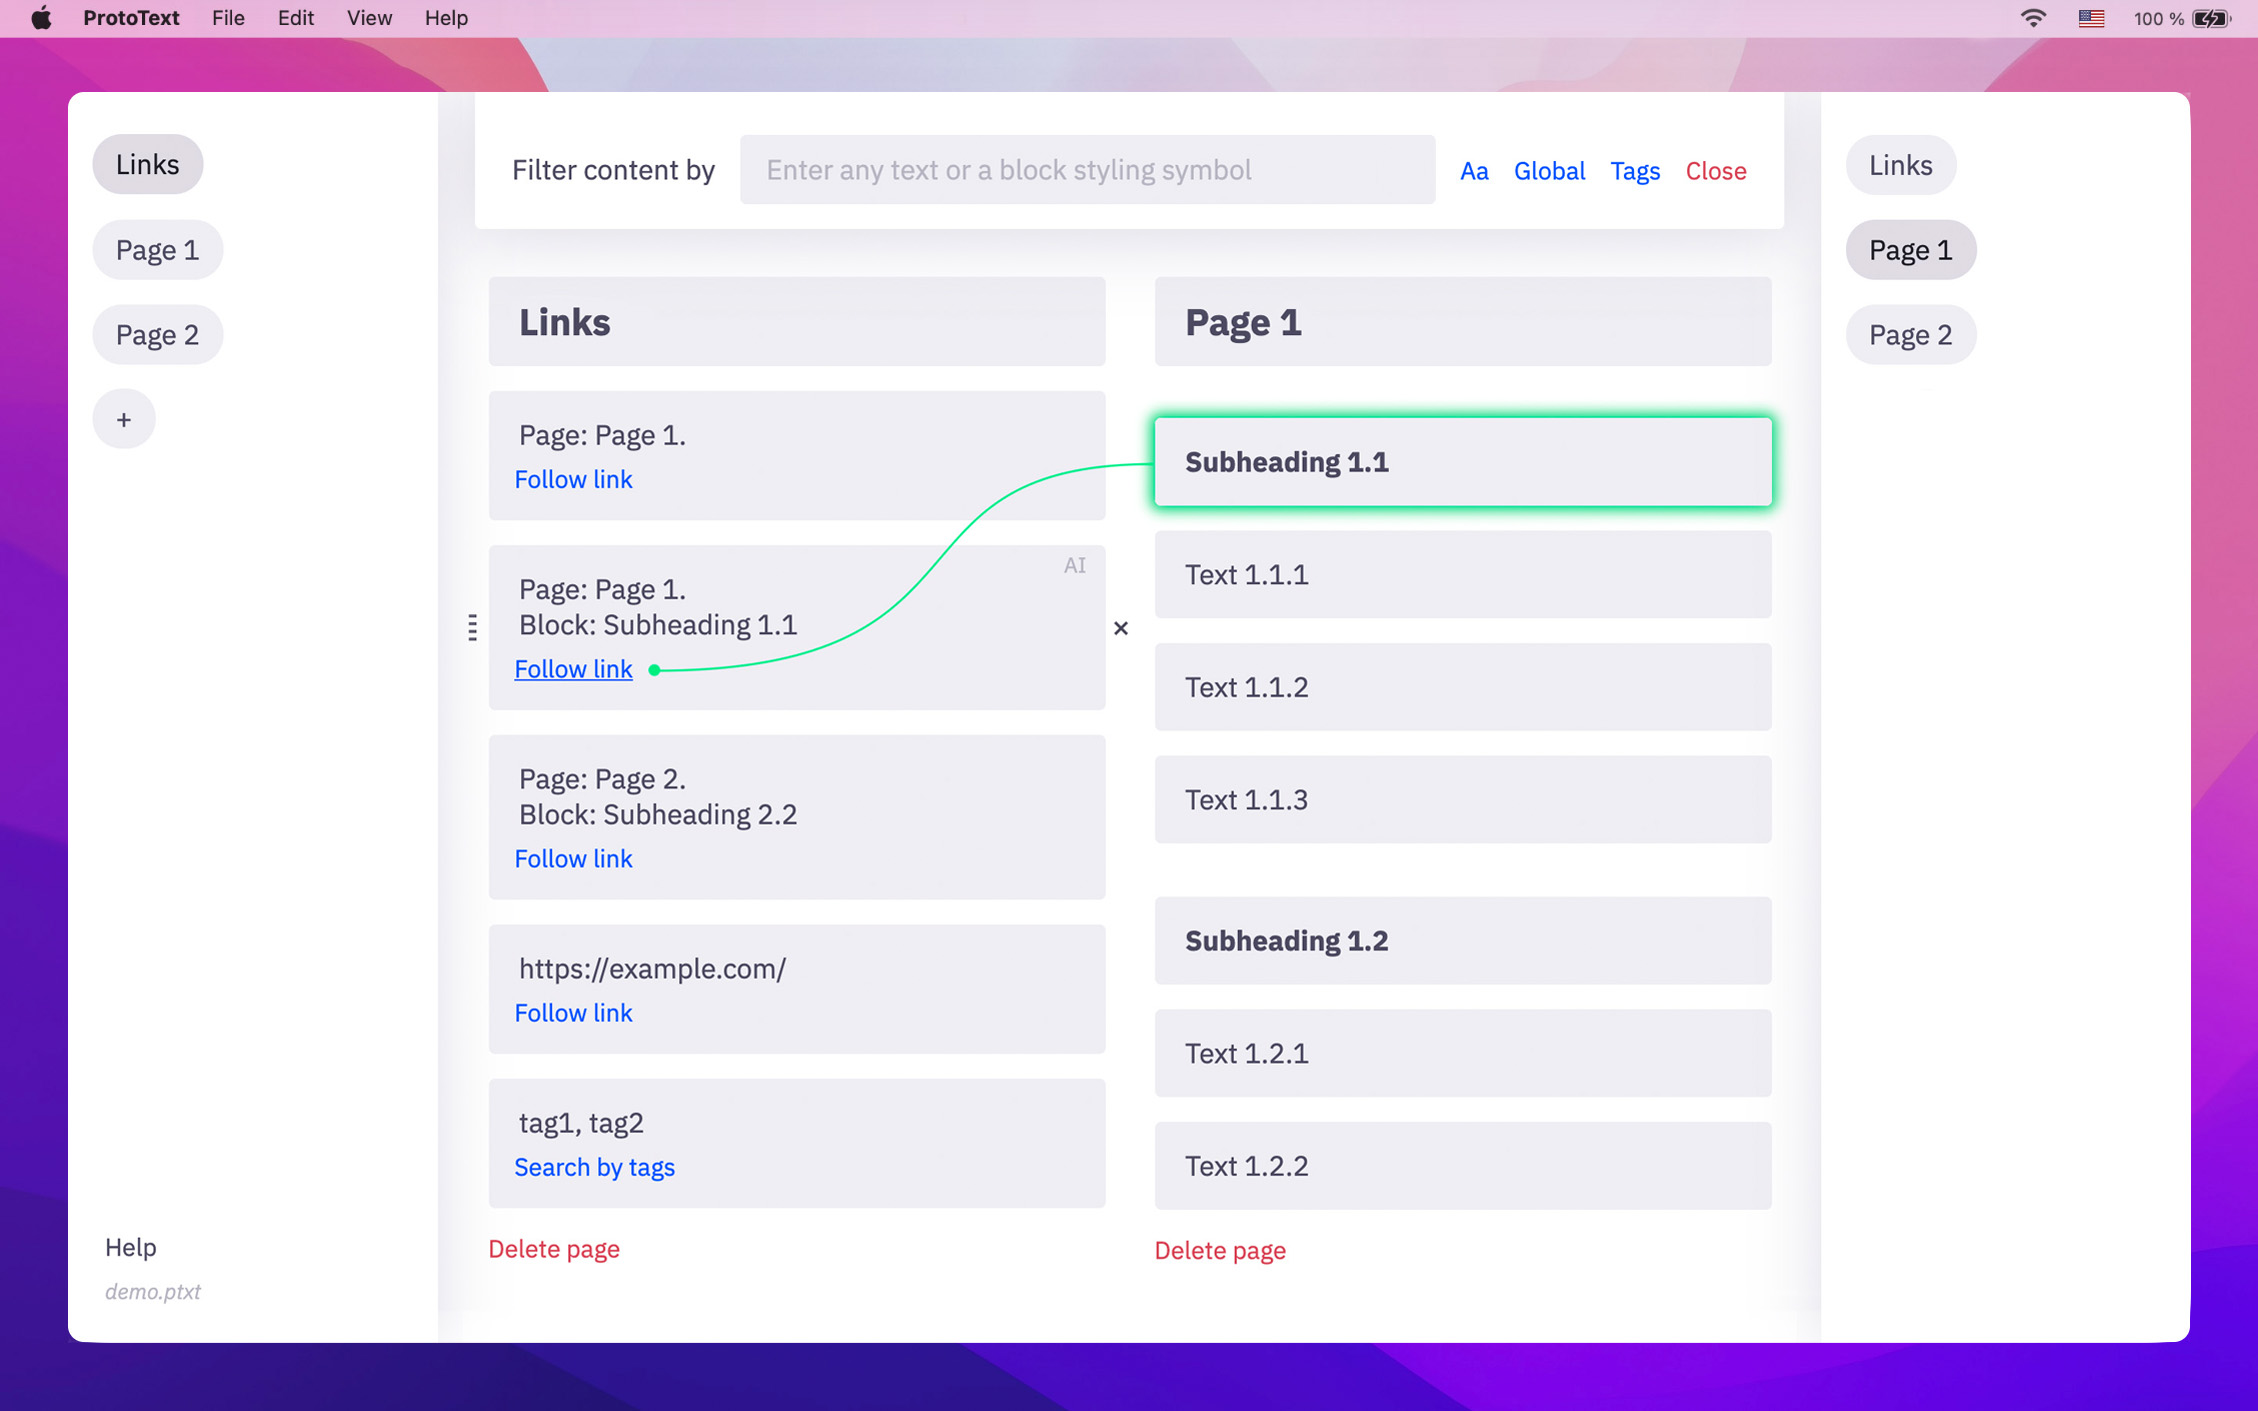 ProtoText File Edit View Help 100 %
Links
Page 1
Page 2
+
Help
demo.ptxt
Filter content by Enter any text or a block styling symbol Aa Global Tags Close
Links
Page: Page 1.
Follow link
AI
Page: Page 1.
Block: Subheading 1.1
Follow link
×
Page: Page 2.
Block: Subheading 2.2
Follow link
https://example.com/
Follow link
tag1, tag2
Search by tags
Delete page
Page 1
Subheading 1.1
Text 1.1.1
Text 1.1.2
Text 1.1.3
Subheading 1.2
Text 1.2.1
Text 1.2.2
Delete page
Links
Page 1
Page 2